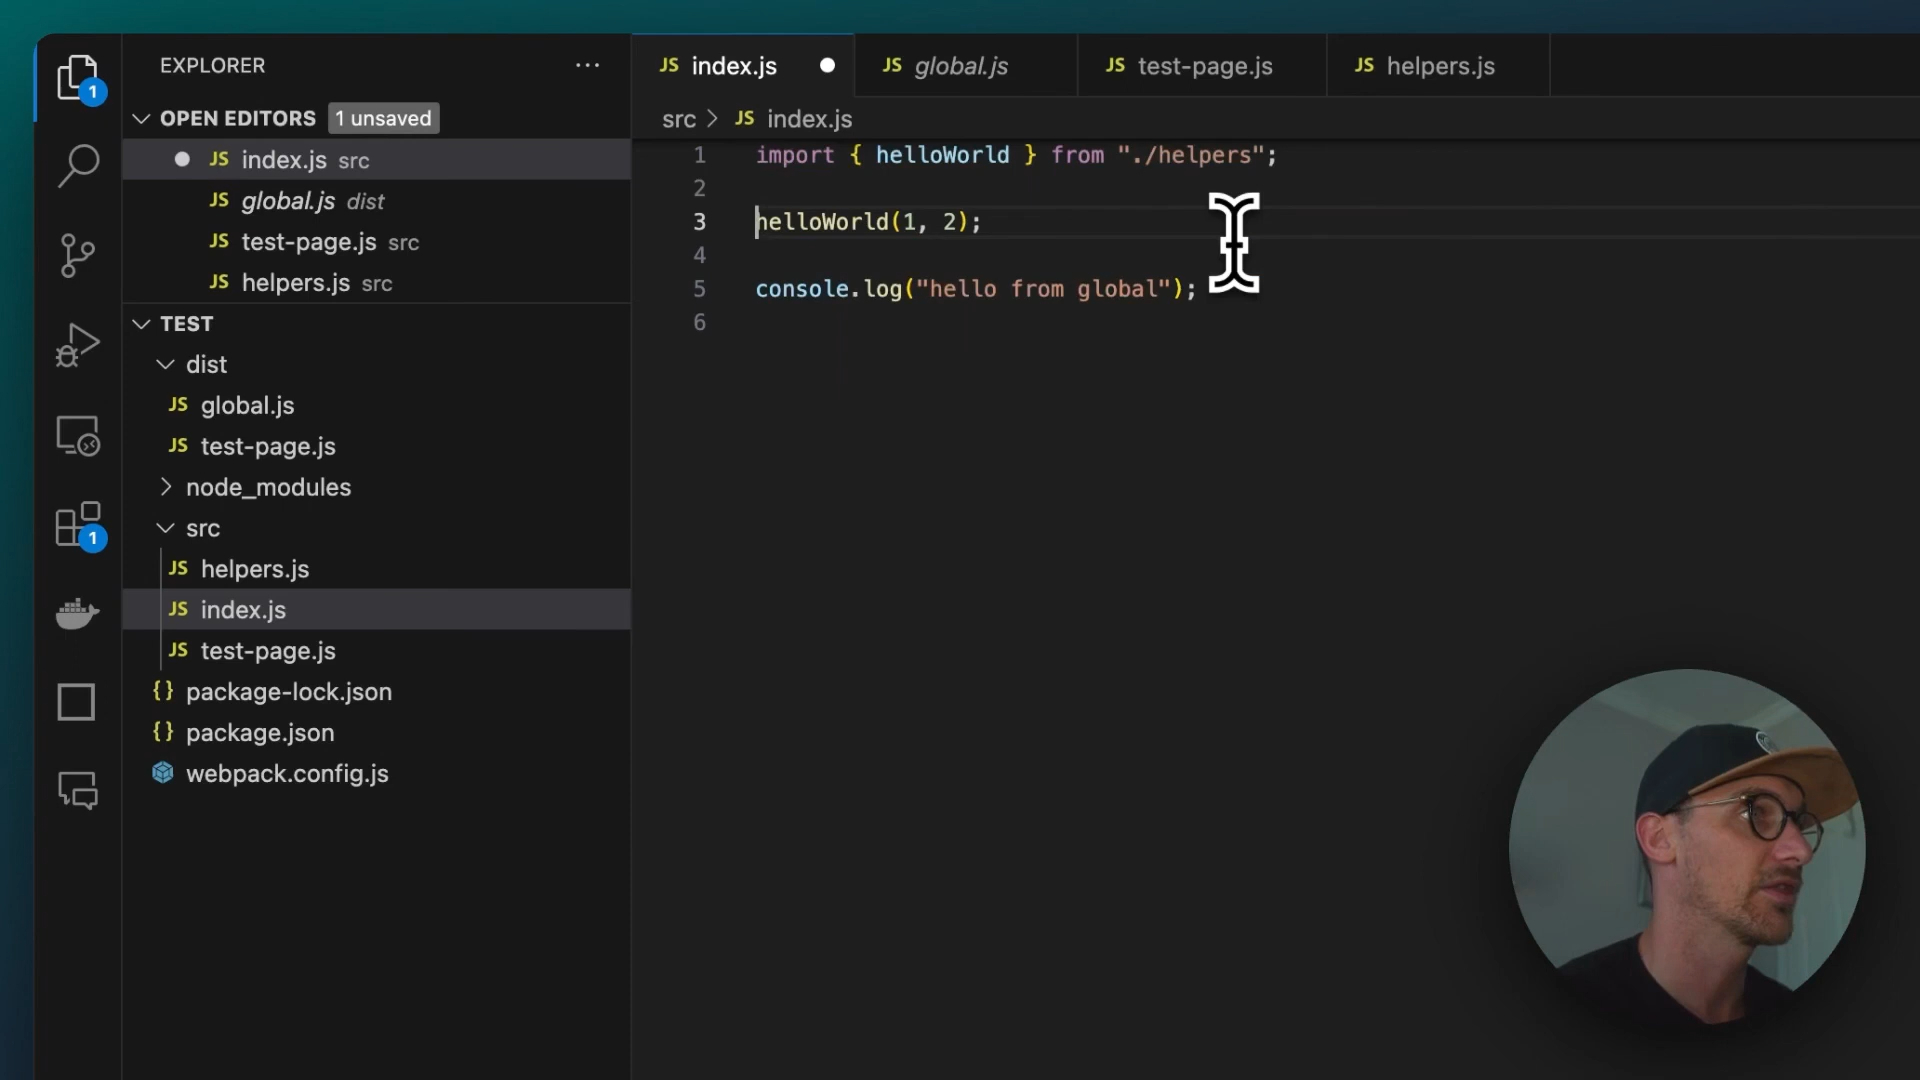 EXPLORER
···
OPEN EDITORS 1 unsaved
JS index.js src
JS global.js dist
JS test-page.js src
JS helpers.js src
TEST
dist
JS global.js
JS test-page.js
node_modules
src
JS helpers.js
JS index.js
JS test-page.js
{} package-lock.json
{} package.json
webpack.config.js
1
1
JS index.js
JS global.js
JS test-page.js
JS helpers.js
src > JS index.js
1 import { helloWorld } from "./helpers";
2
3 helloWorld(1, 2);
4
5 console.log("hello from global");
6